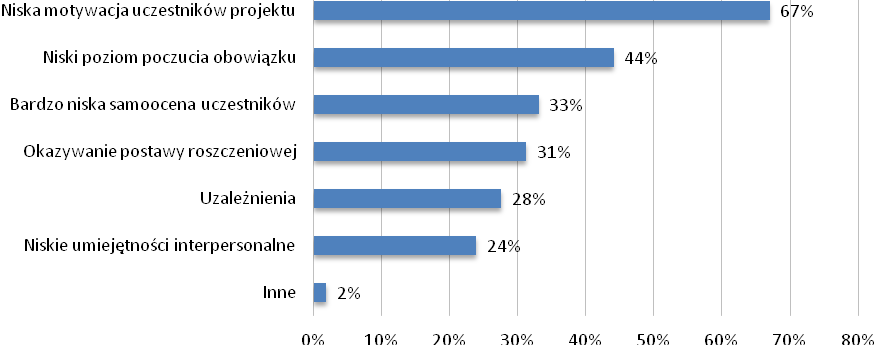 Niska motywacja uczestników projektu 67%
Niski poziom poczucia obowiązku 44%
Bardzo niska samoocena uczestników 33%
Okazywanie postawy roszczeniowej 31%
Uzależnienia 28%
Niskie umiejętności interpersonalne 24%
Inne 2%
0% 10% 20% 30% 40% 50% 60% 70% 80%